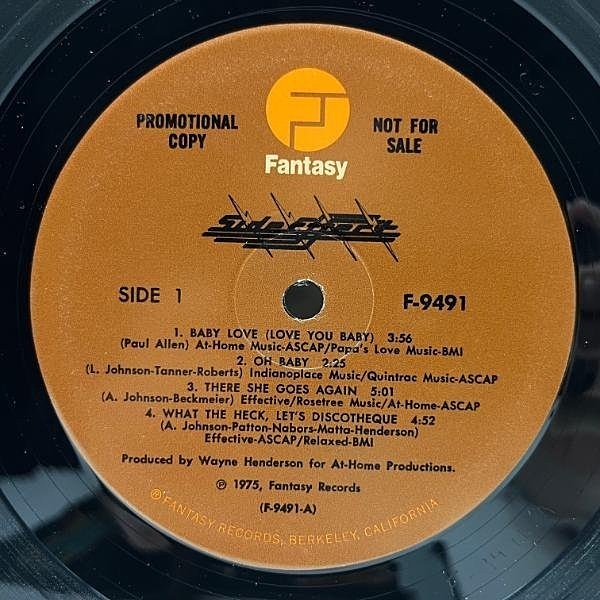 PROMOTIONAL COPY
NOT FOR SALE
Fantasy
Side Effect
SIDE 1
F-9491
1. BABY LOVE (LOVE YOU BABY) 3:56
(Paul Allen) At-Home Music-ASCAP/Papa's Love Music-BMI
2. OH BABY 2:25
(L. Johnson-Tanner-Roberts) Indianoplace Music/Quintrac Music-ASCAP
3. THERE SHE GOES AGAIN 5:01
(A. Johnson-Beckmeier) Effective/Rosetree Music/At-Home-ASCAP
4. WHAT THE HECK, LET'S DISCOTHEQUE 4:52
(A. Johnson-Patton-Nabors-Matta-Henderson)
Effective-ASCAP/Relaxed-BMI
Produced by Wayne Henderson for At-Home Productions.
℗ 1975, Fantasy Records
(F-9491-A)
℗ FANTASY RECORDS, BERKELEY, CALIFORNIA